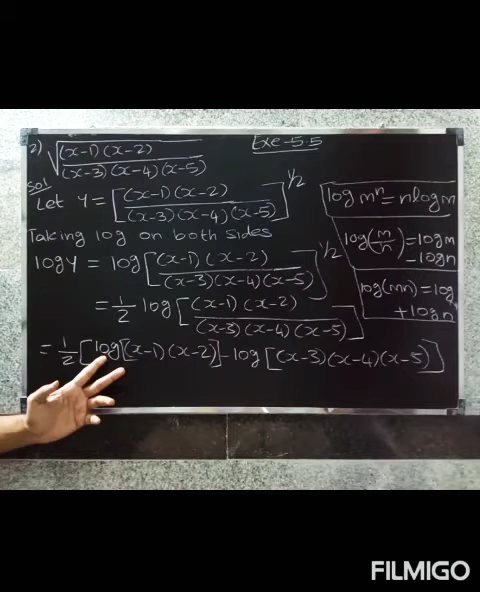 Exe-5.5
2) √(x-1)(x-2)/(x-3)(x-4)(x-5)
Sol
Let Y = [(x-1)(x-2)/(x-3)(x-4)(x-5)]^1/2
Taking log on both sides
logY = log[(x-1)(x-2)/(x-3)(x-4)(x-5)]^1/2
= 1/2 log[(x-1)(x-2)/(x-3)(x-4)(x-5)]
= 1/2 [log[(x-1)(x-2)] - log[(x-3)(x-4)(x-5)]
log mⁿ = n log m
log(m/n) = log m
- log n
log(mn) = log
+ log n
FILMIGO